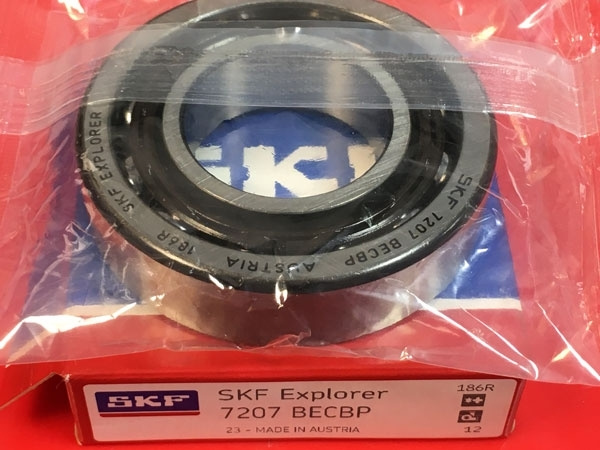 SKF
SKF EXPLORER 186R AUSTRIA SKF 7207 BECBP
SKF
SKF Explorer
7207 BECBP
23 - MADE IN AUSTRIA
186R
12